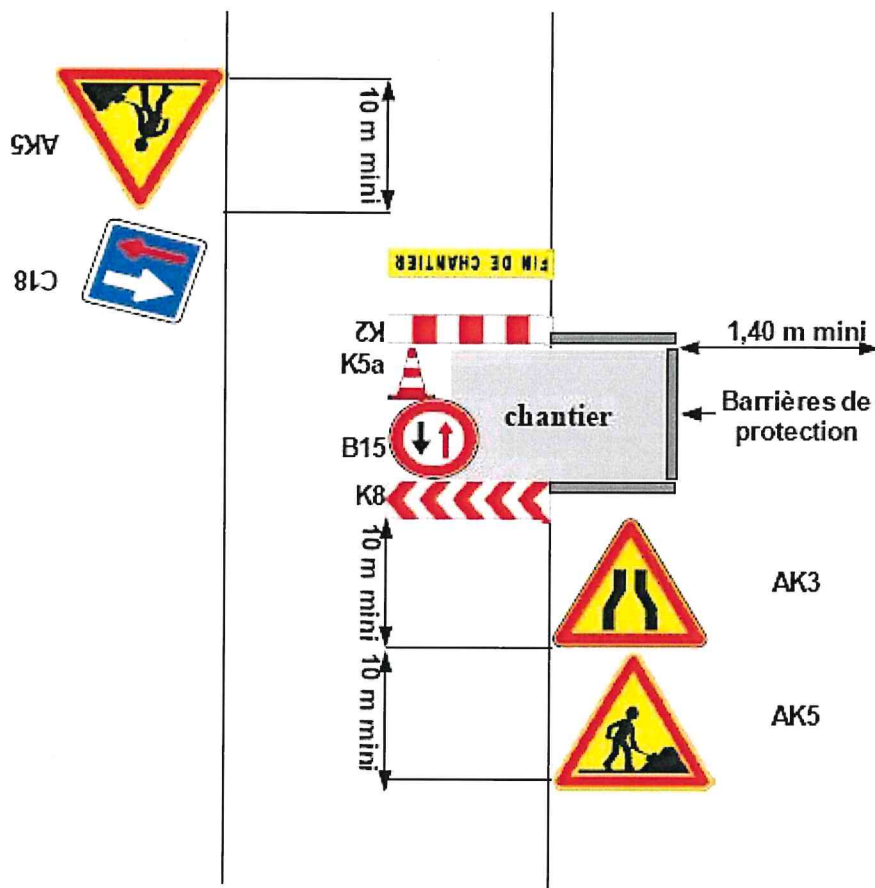 10 m mini
AK5
C18
FIN DE CHANTIER
K2
1,40 m mini
K5a
chantier
Barrières de
protection
B15
K8
10 m mini
AK3
10 m mini
AK5